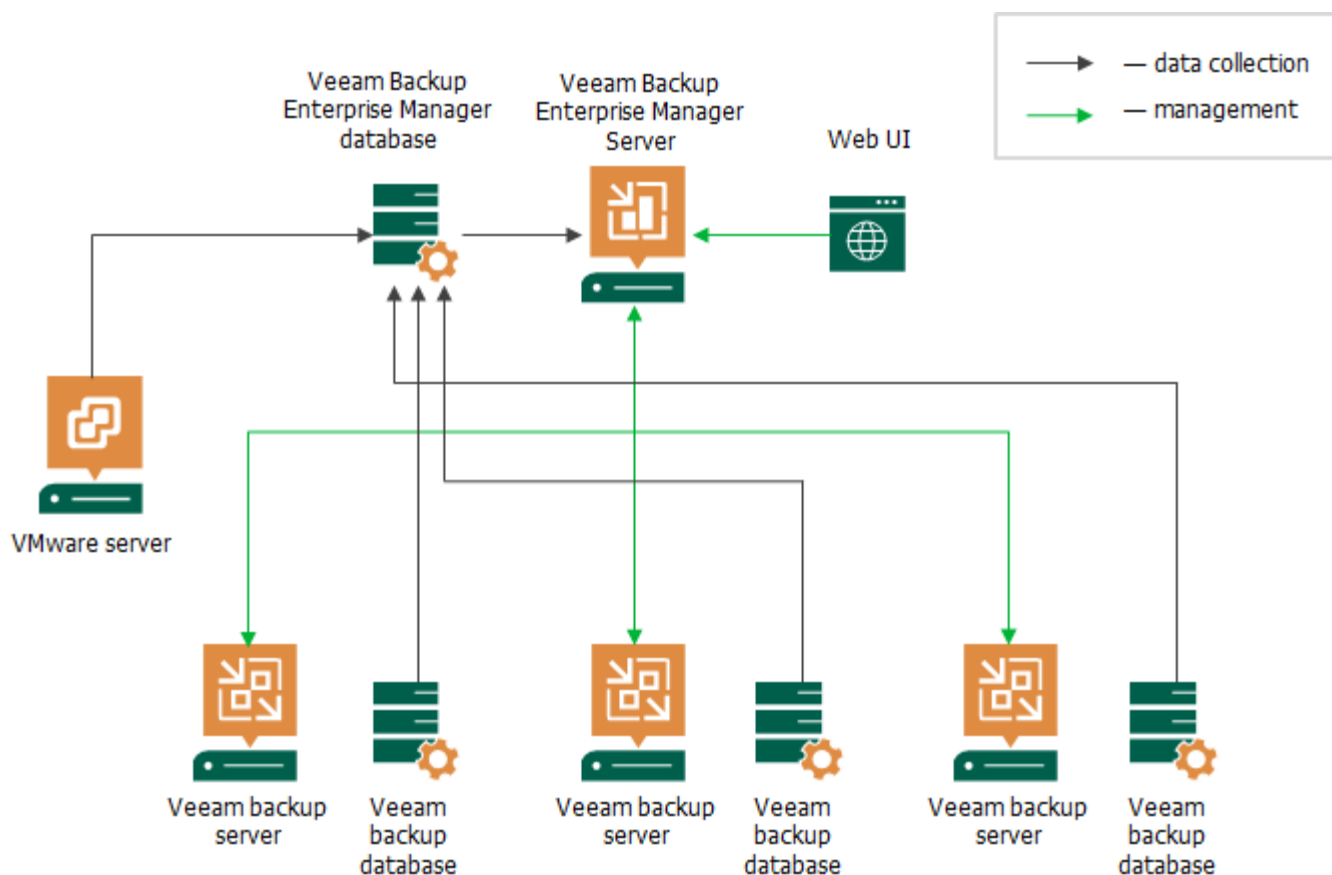 — data collection
— management
Veeam Backup
Enterprise Manager
database
Veeam Backup
Enterprise Manager
Server
Web UI
VMware server
Veeam backup
server
Veeam
backup
database
Veeam backup
server
Veeam
backup
database
Veeam backup
server
Veeam
backup
database